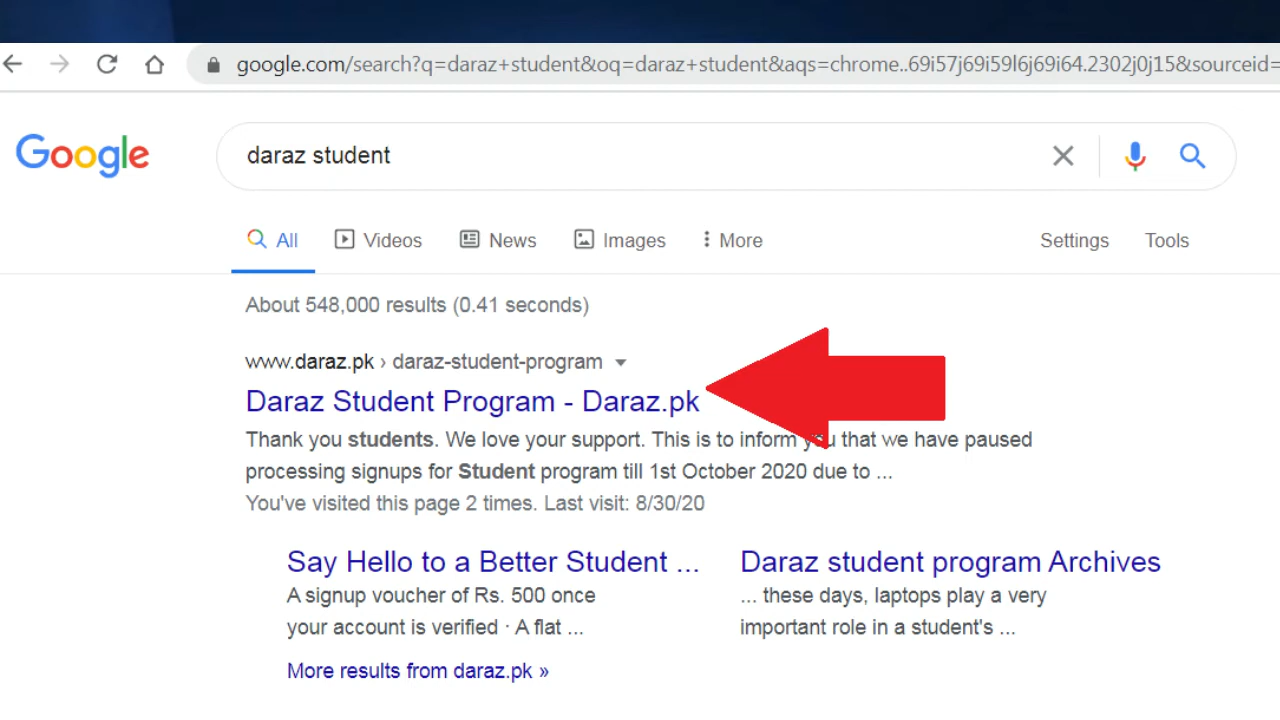 google.com/search?q=daraz+student&oq=daraz+student&aqs=chrome..69i57j69i59l6j69i64.2302j0j15&sourceid=
Google
daraz student
All Videos News Images More Settings Tools
About 548,000 results (0.41 seconds)
www.daraz.pk › daraz-student-program
Daraz Student Program - Daraz.pk
Thank you students. We love your support. This is to inform you that we have paused
processing signups for Student program till 1st October 2020 due to ...
You've visited this page 2 times. Last visit: 8/30/20
Say Hello to a Better Student ...
A signup voucher of Rs. 500 once
your account is verified · A flat ...
Daraz student program Archives
... these days, laptops play a very
important role in a student's ...
More results from daraz.pk »